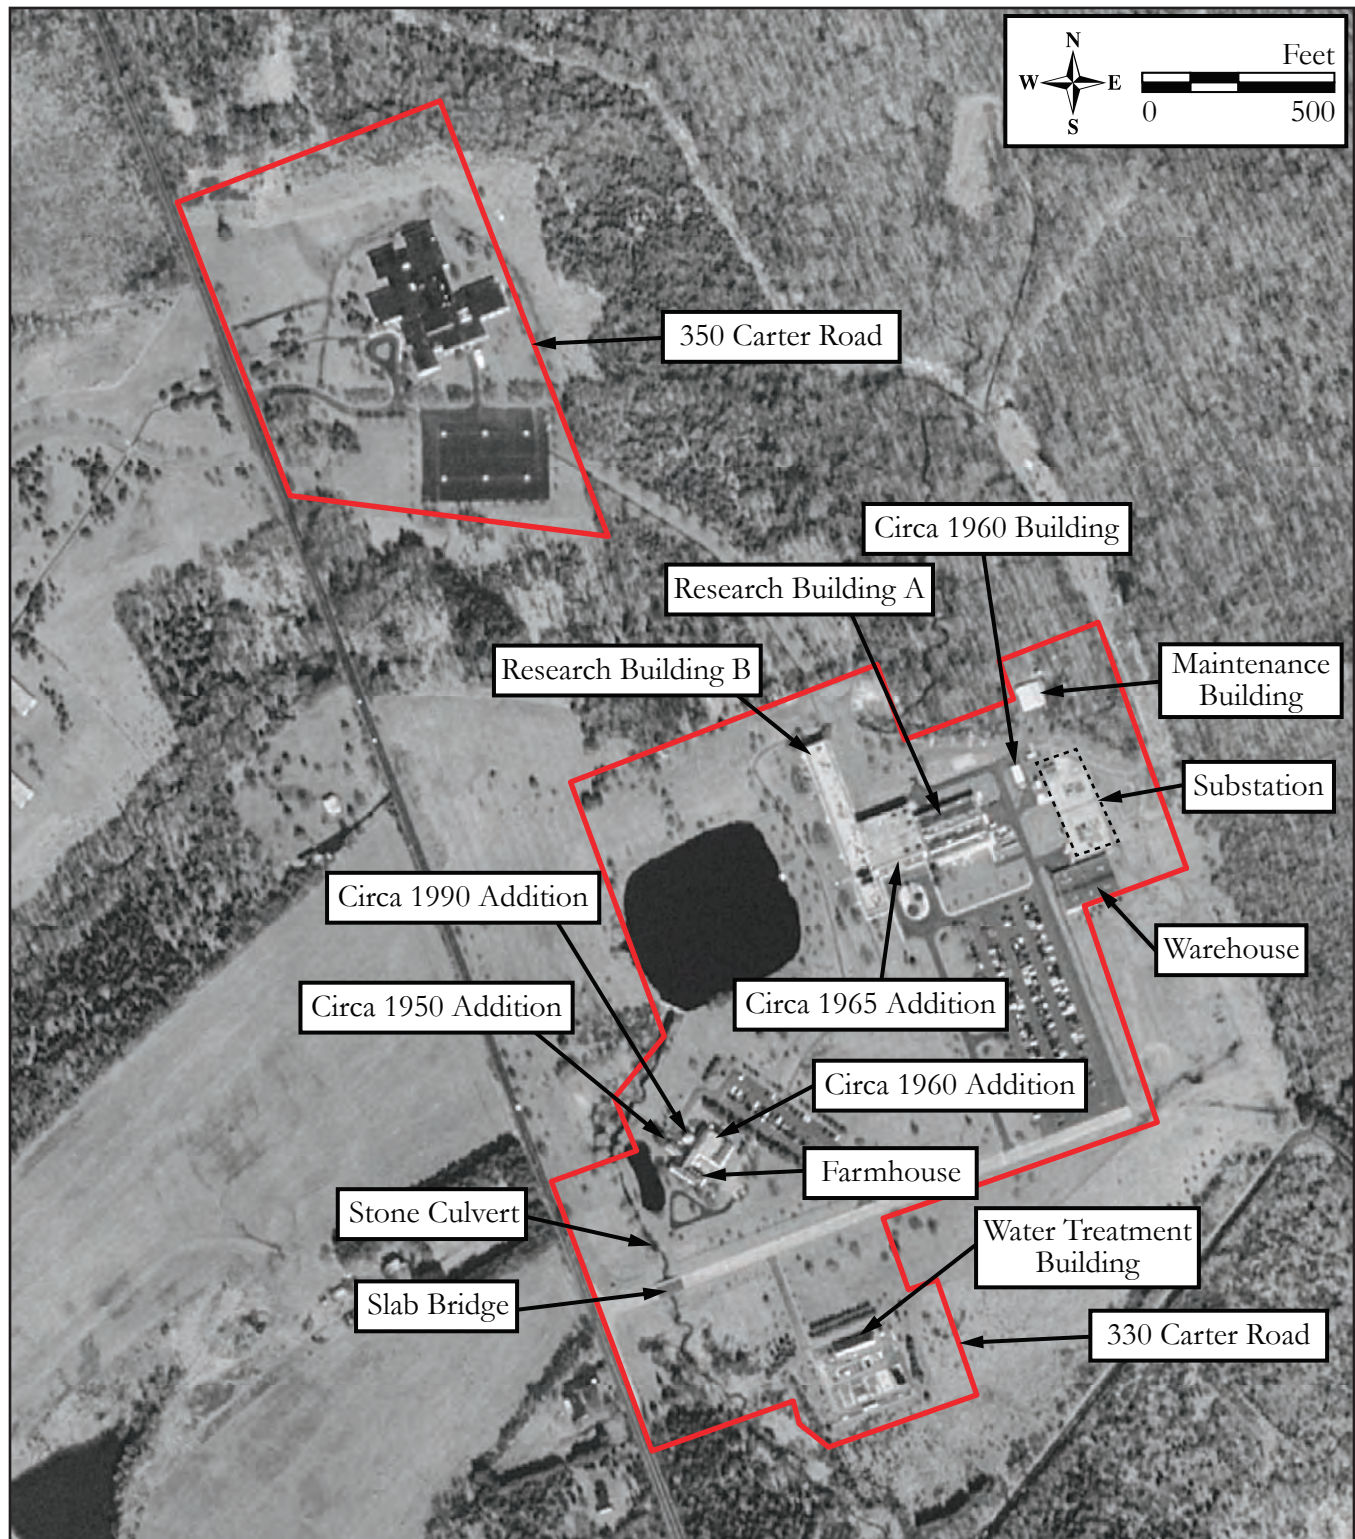 N
W E
S
Feet
0 500
350 Carter Road
Circa 1960 Building
Research Building A
Research Building B
Maintenance
Building
Substation
Circa 1990 Addition
Warehouse
Circa 1950 Addition
Circa 1965 Addition
Circa 1960 Addition
Farmhouse
Stone Culvert
Water Treatment
Building
Slab Bridge
330 Carter Road